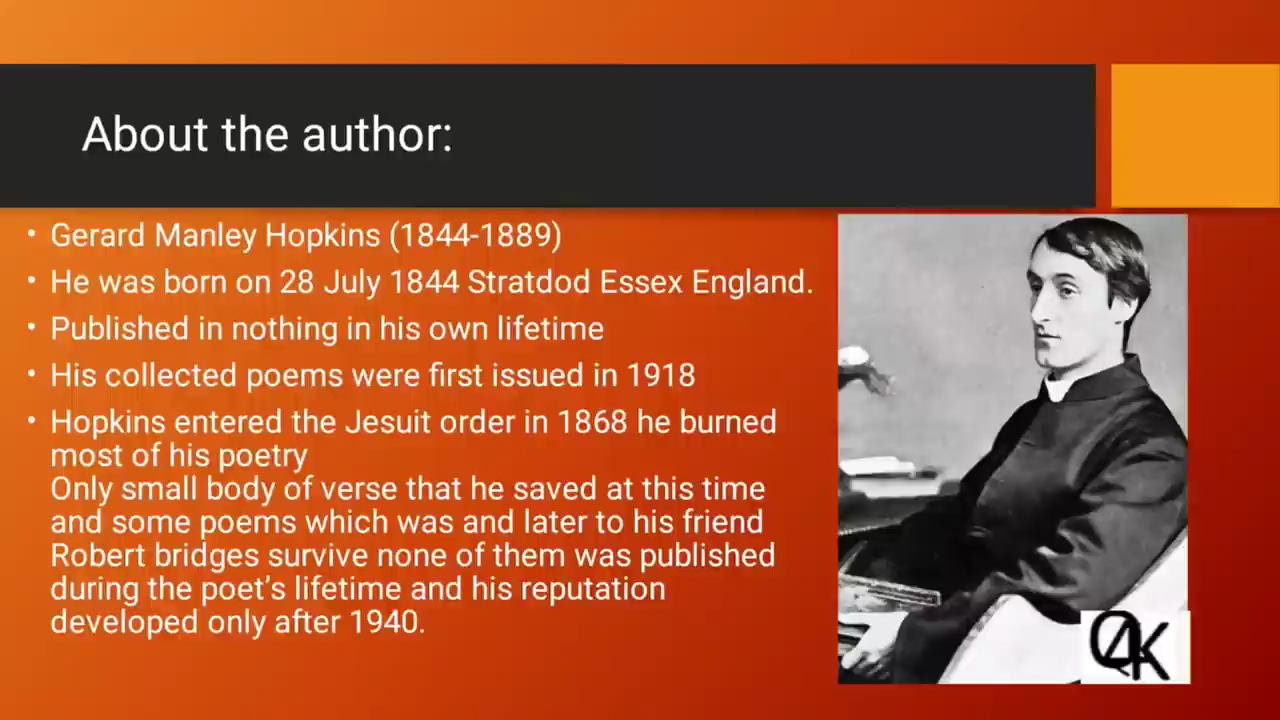 About the author:
• Gerard Manley Hopkins (1844-1889)
• He was born on 28 July 1844 Stratdod Essex England.
• Published in nothing in his own lifetime
• His collected poems were first issued in 1918
• Hopkins entered the Jesuit order in 1868 he burned
most of his poetry
Only small body of verse that he saved at this time
and some poems which was and later to his friend
Robert bridges survive none of them was published
during the poet's lifetime and his reputation
developed only after 1940.
Q4K